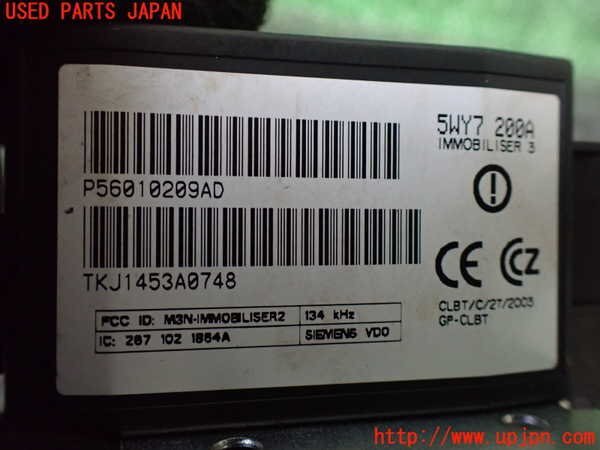 USED PARTS JAPAN
5WY7 200A
IMMOBILISER 3
P56010209AD
TKJ1453A0748
CE
CLBT/C/27/2003
GP-CLBT
FCC ID: M3N-IMMOBILISER2
134 kHz
IC: 267 102 1864A
SIEMENS VDO
http://www.upjpn.com/